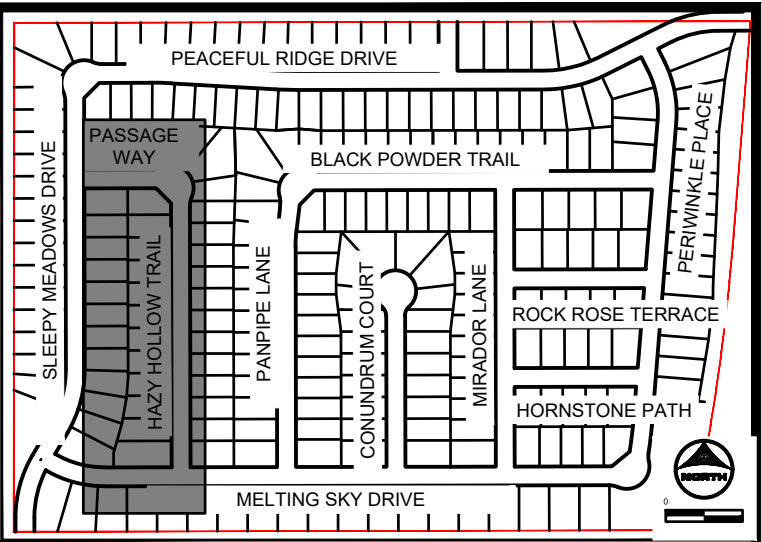 PEACEFUL RIDGE DRIVE
PASSAGE
WAY
BLACK POWDER TRAIL
PERIWINKLE PLACE
SLEEPY MEADOWS DRIVE
HAZY HOLLOW TRAIL
PANPIPE LANE
CONUNDRUM COURT
MIRADOR LANE
ROCK ROSE TERRACE
HORNSTONE PATH
MELTING SKY DRIVE
NORTH
0